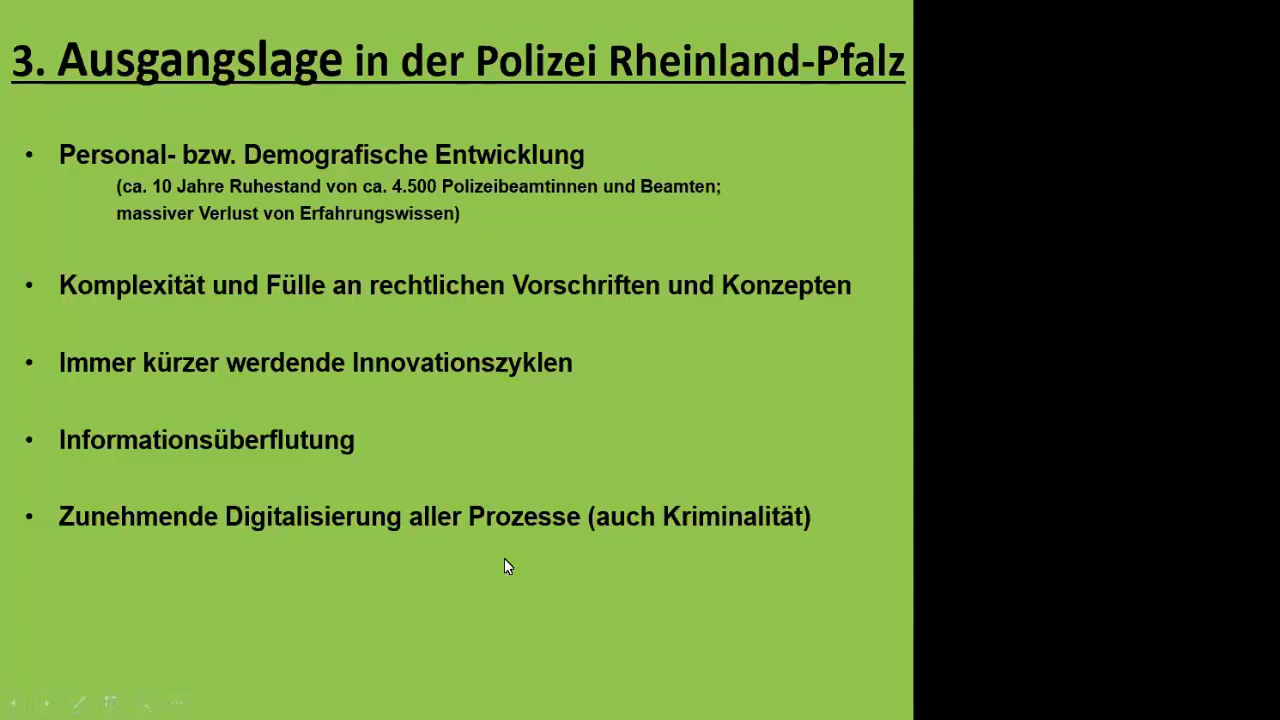 3. Ausgangslage in der Polizei Rheinland-Pfalz
• Personal- bzw. Demografische Entwicklung
(ca. 10 Jahre Ruhestand von ca. 4.500 Polizeibeamtinnen und Beamten;
massiver Verlust von Erfahrungswissen)
• Komplexität und Fülle an rechtlichen Vorschriften und Konzepten
• Immer kürzer werdende Innovationszyklen
• Informationsüberflutung
• Zunehmende Digitalisierung aller Prozesse (auch Kriminalität)